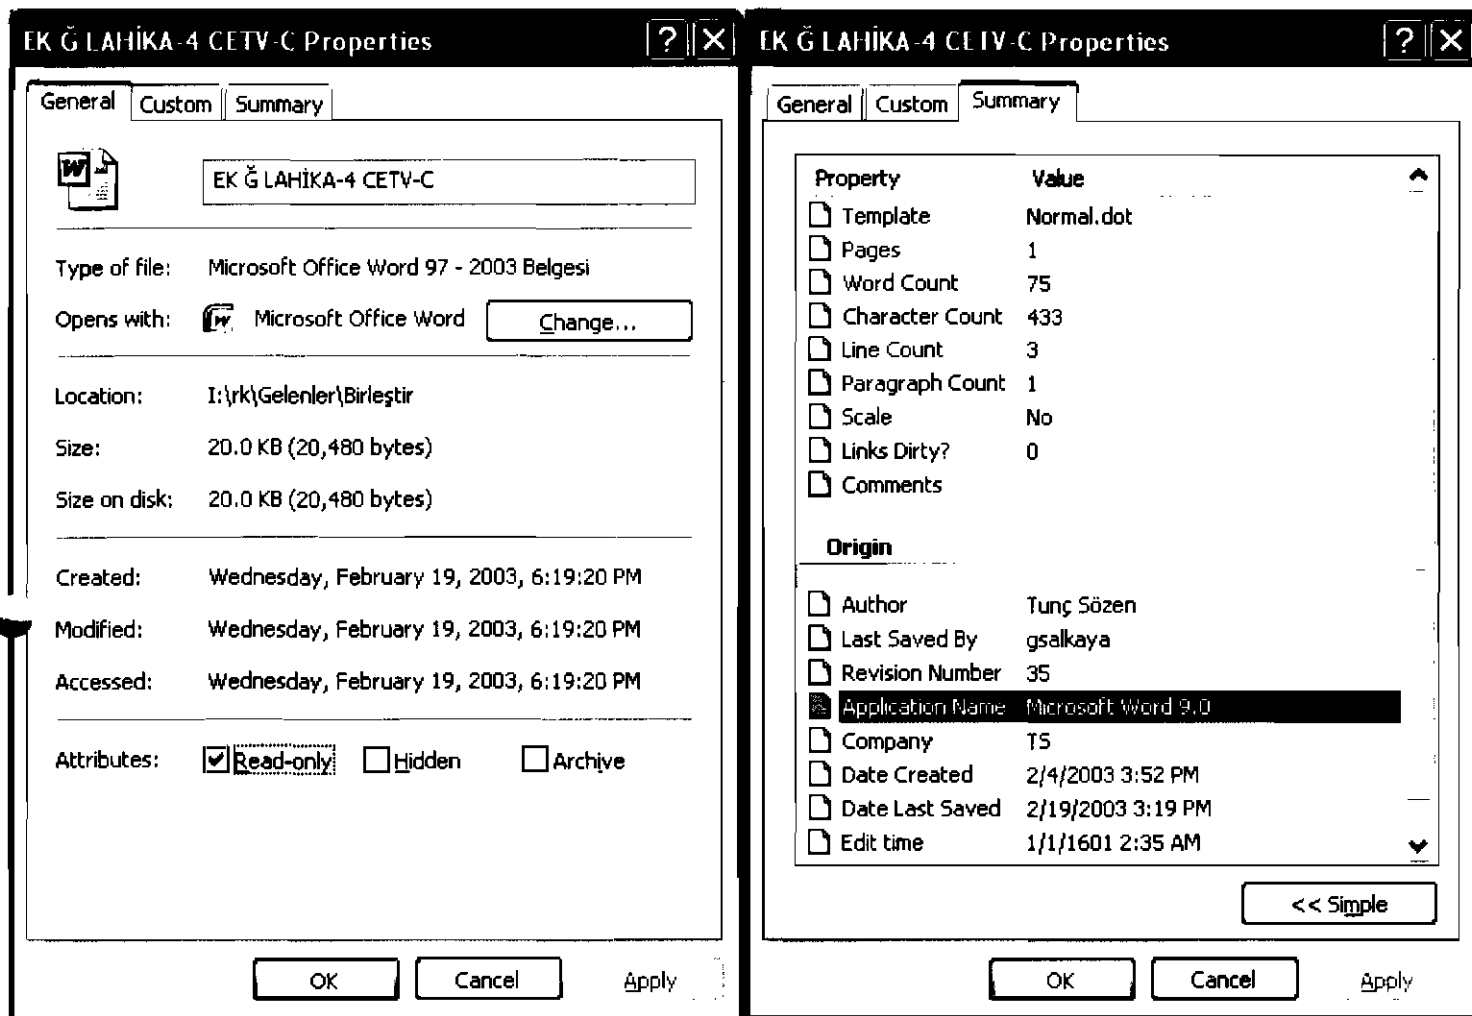 EK Ğ LAHİKA-4 CETV-C Properties
General Custom Summary
EK Ğ LAHİKA-4 CETV-C
Type of file: Microsoft Office Word 97 - 2003 Belgesi
Opens with: Microsoft Office Word Change...
Location: I:\rk\Gelenler\Birleştir
Size: 20.0 KB (20,480 bytes)
Size on disk: 20.0 KB (20,480 bytes)
Created: Wednesday, February 19, 2003, 6:19:20 PM
Modified: Wednesday, February 19, 2003, 6:19:20 PM
Accessed: Wednesday, February 19, 2003, 6:19:20 PM
Attributes: Read-only Hidden Archive
OK Cancel Apply
EK Ğ LAHİKA-4 CETV-C Properties
General Custom Summary
Property Value
Template Normal.dot
Pages 1
Word Count 75
Character Count 433
Line Count 3
Paragraph Count 1
Scale No
Links Dirty? 0
Comments
Origin
Author Tunç Sözen
Last Saved By gsalkaya
Revision Number 35
Application Name Microsoft Word 9.0
Company TS
Date Created 2/4/2003 3:52 PM
Date Last Saved 2/19/2003 3:19 PM
Edit time 1/1/1601 2:35 AM
<< Simple
OK Cancel Apply